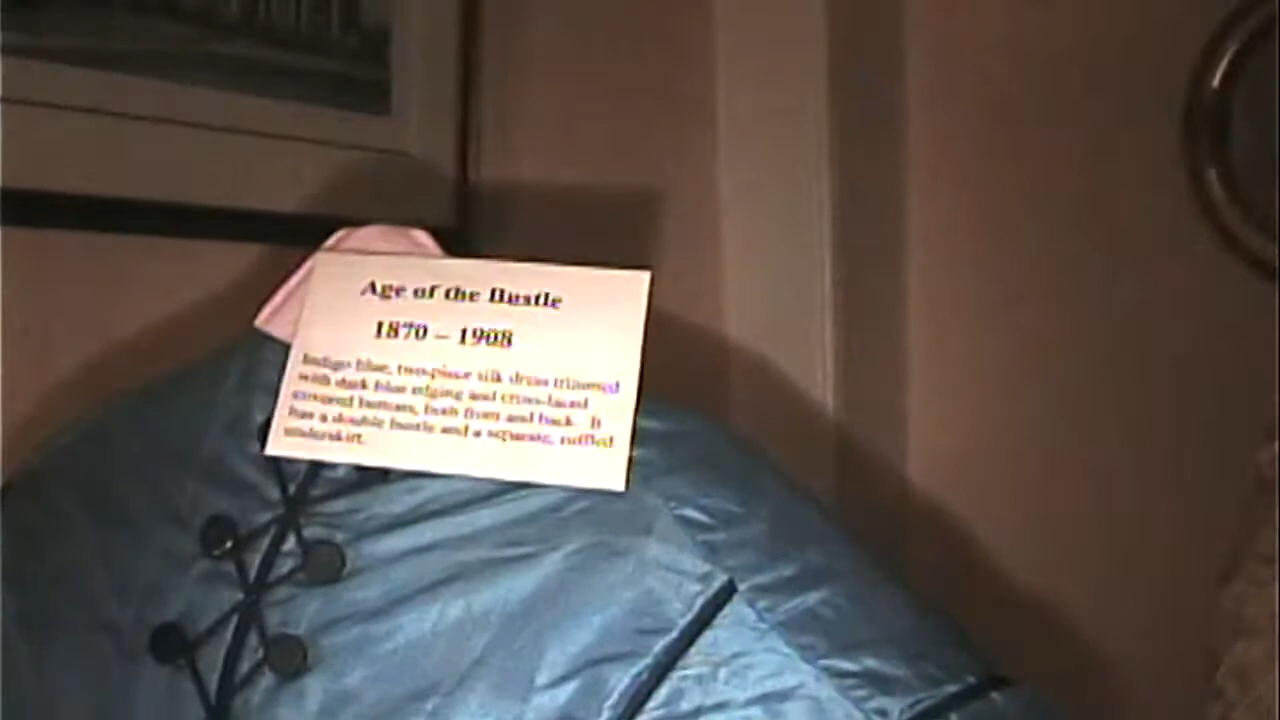 Age of the Bustle
1870 – 1908
Indigo blue, two-piece silk dress trimmed
with dark blue edging and cross-laced
covered buttons, both front and back. It
has a double bustle and a separate, ruffled
underskirt.